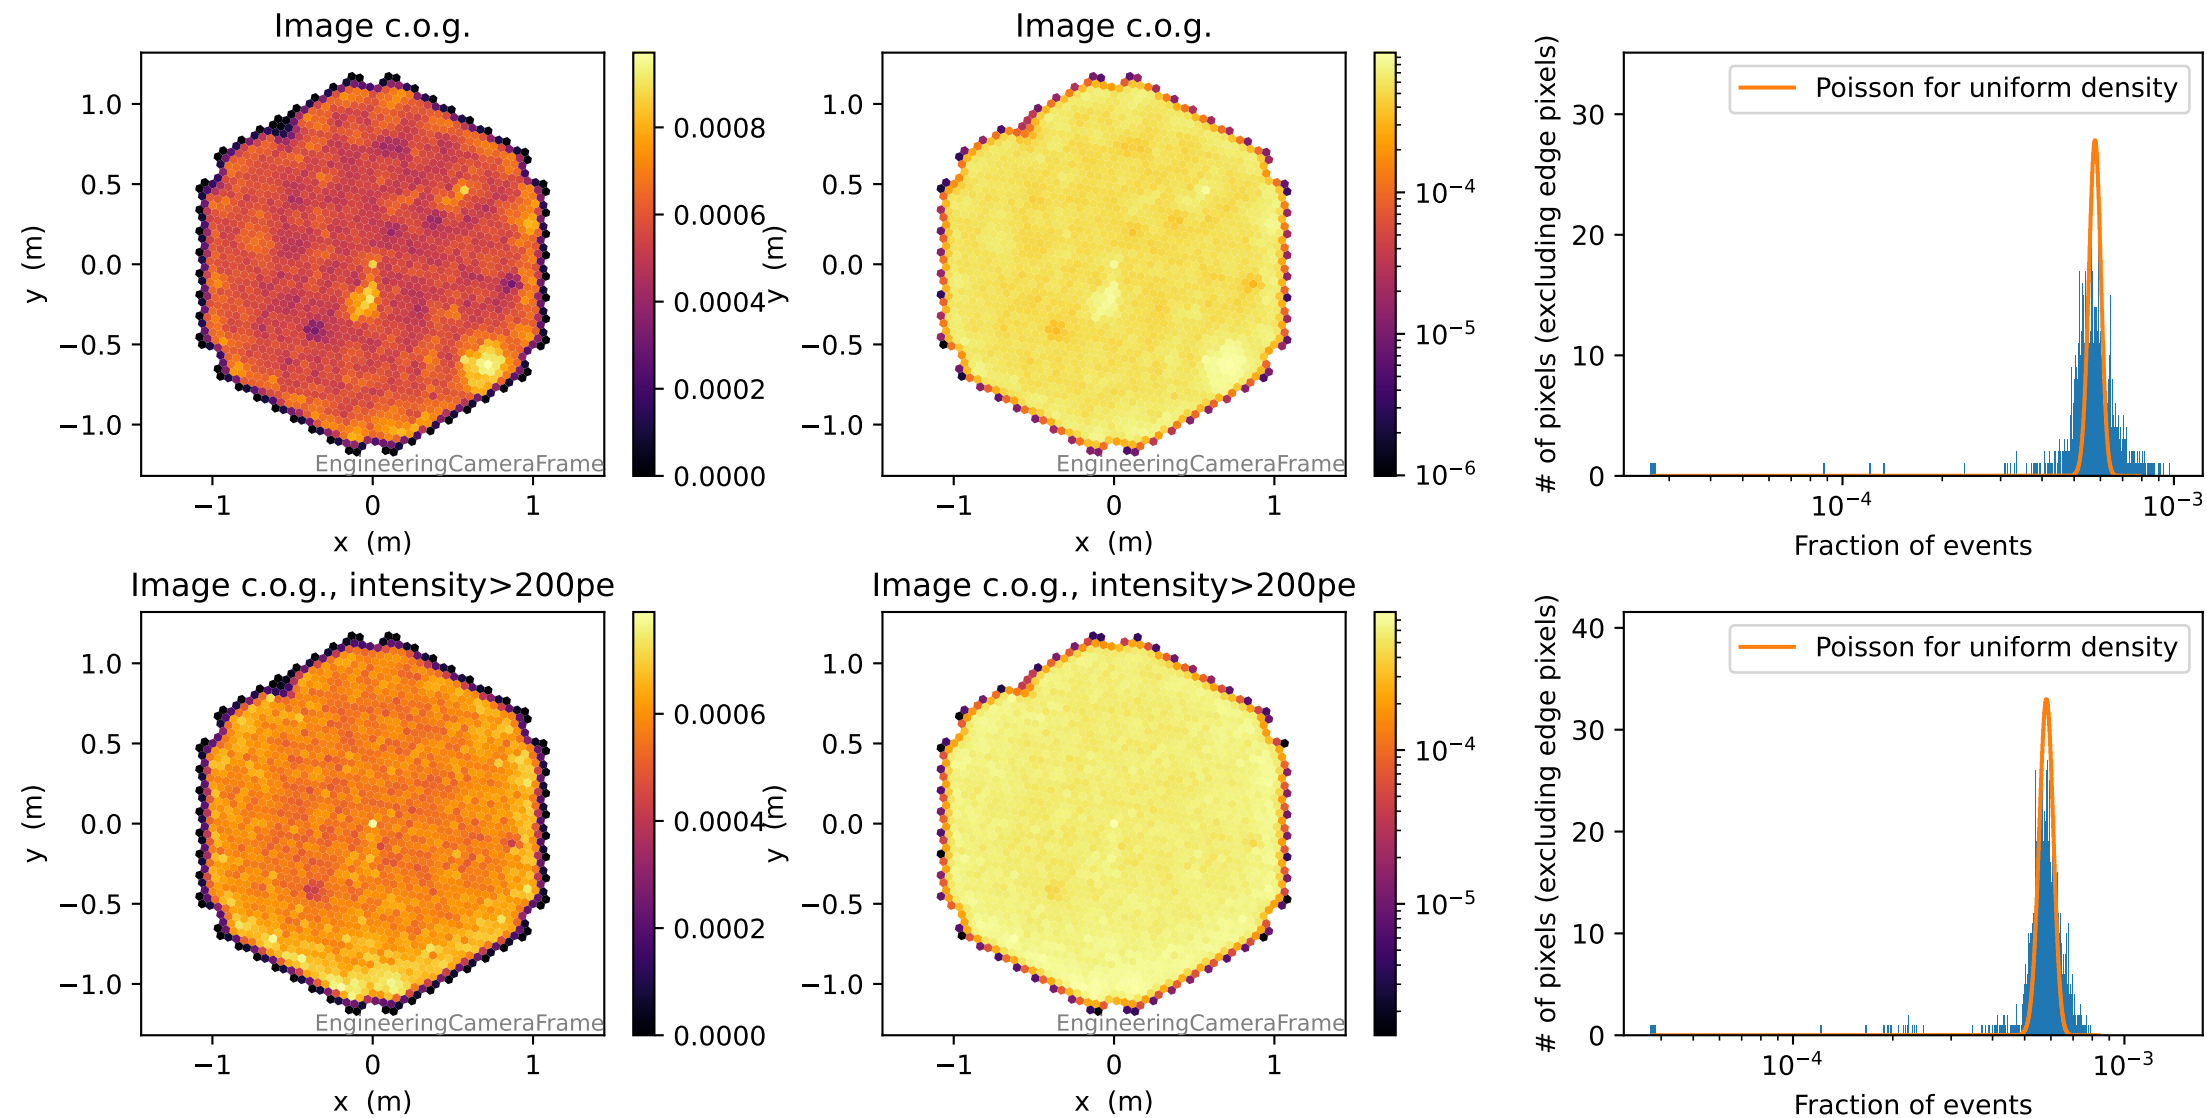 Image c.o.g.
y (m)
1.0
0.5
0.0
−0.5
−1.0
−1
0
1
x (m)
EngineeringCameraFrame
0.0008
0.0006
0.0004
0.0002
0.0000
Image c.o.g.
y (m)
1.0
0.5
0.0
−0.5
−1.0
−1
0
1
x (m)
EngineeringCameraFrame
10⁻⁴
10⁻⁵
10⁻⁶
# of pixels (excluding edge pixels)
30
20
10
0
Poisson for uniform density
10⁻⁴
10⁻³
Fraction of events
Image c.o.g., intensity>200pe
y (m)
1.0
0.5
0.0
−0.5
−1.0
−1
0
1
x (m)
EngineeringCameraFrame
0.0006
0.0004
0.0002
0.0000
Image c.o.g., intensity>200pe
y (m)
1.0
0.5
0.0
−0.5
−1.0
−1
0
1
x (m)
EngineeringCameraFrame
10⁻⁴
10⁻⁵
# of pixels (excluding edge pixels)
40
30
20
10
0
Poisson for uniform density
10⁻⁴
10⁻³
Fraction of events